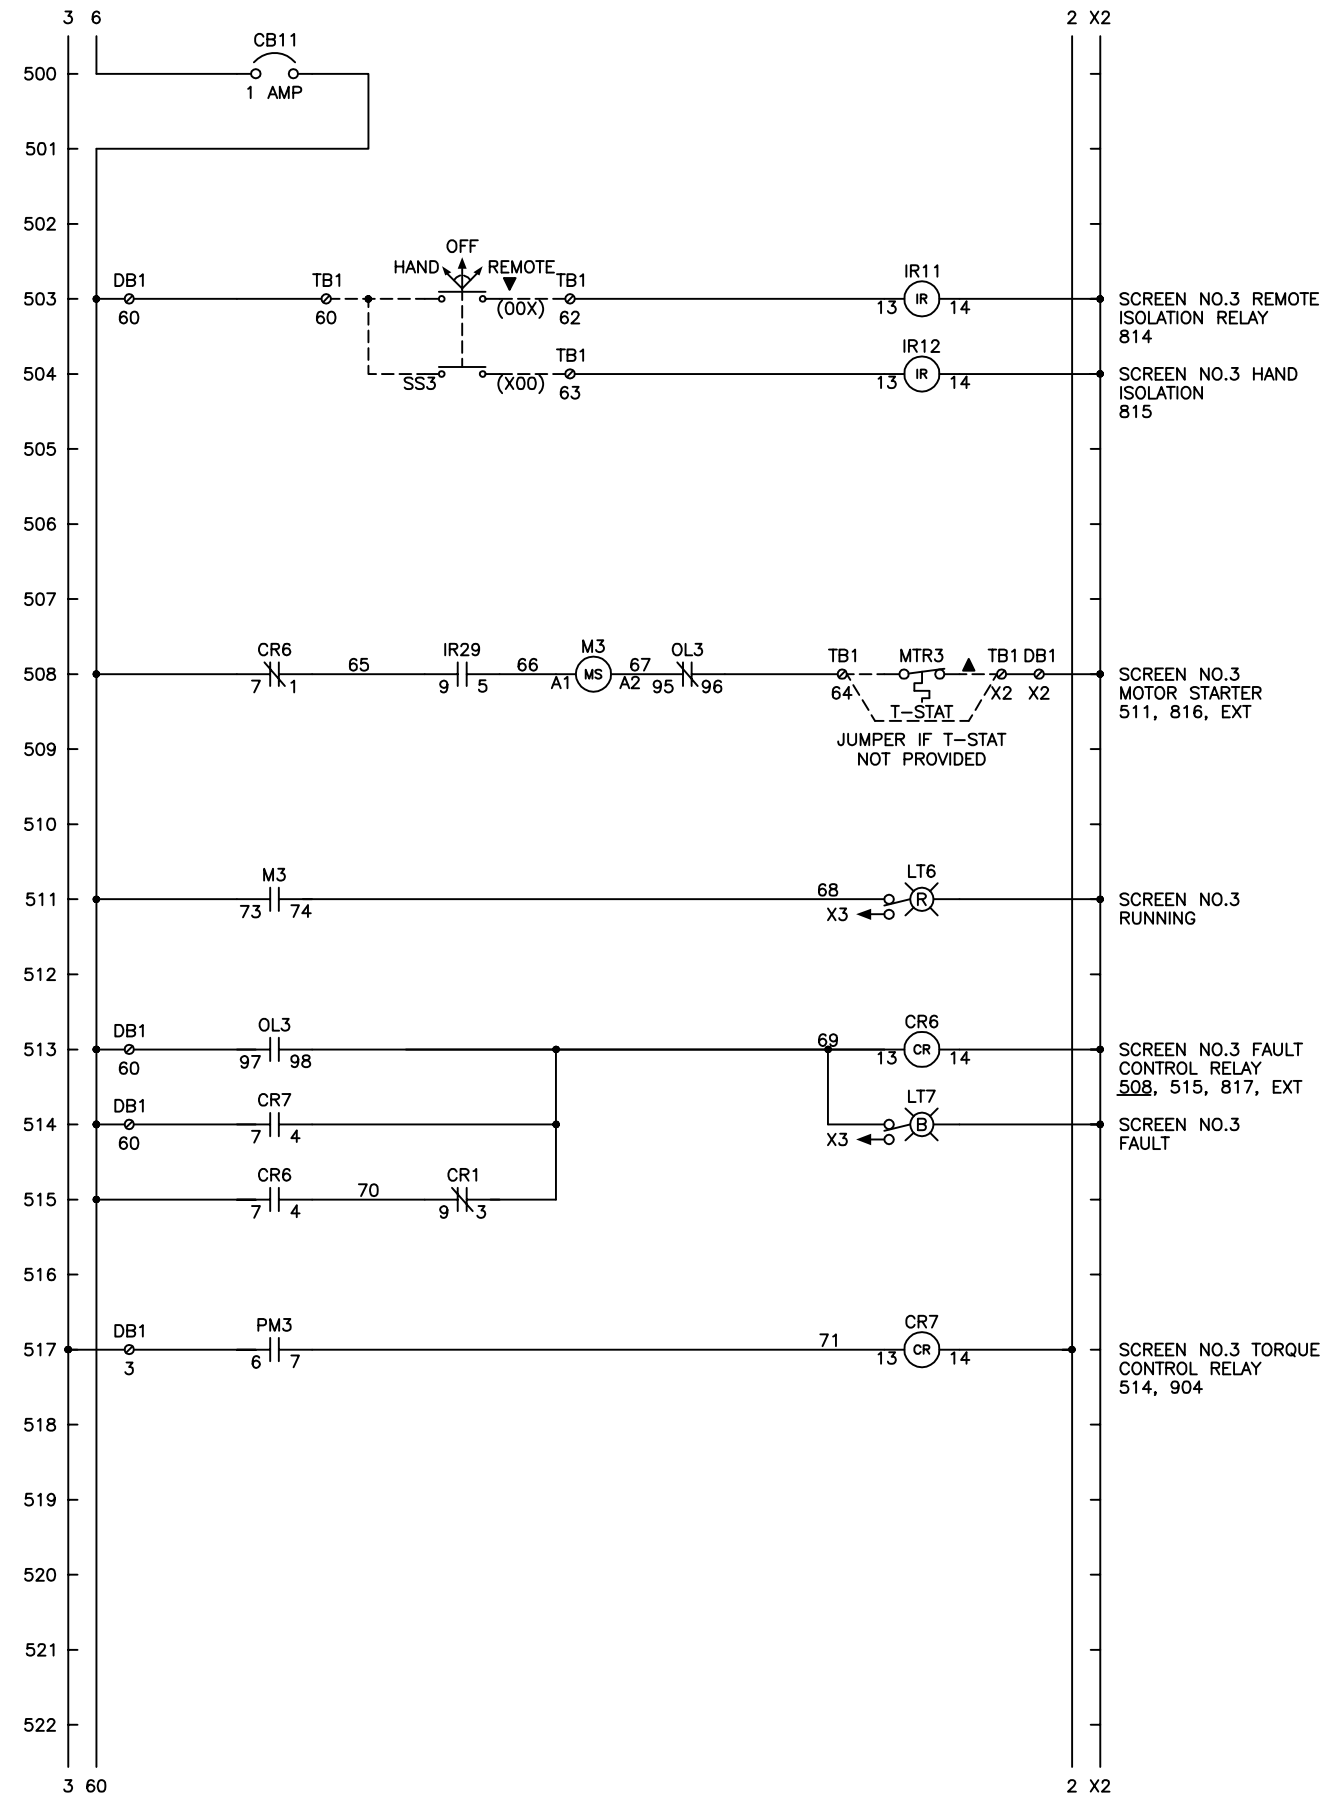 3 6 2 X2
CB11
500
1 AMP
501
502
OFF
HAND REMOTE
DB1 TB1 TB1 IR11
503 IR SCREEN NO.3 REMOTE
60 60 (00X) 62 13 14 ISOLATION RELAY
814
TB1 IR12
504 IR SCREEN NO.3 HAND
SS3 (X00) 63 13 14 ISOLATION
815
505
506
507
CR6 65 IR29 66 M3 67 OL3 TB1 MTR3 TB1 DB1
508 MS SCREEN NO.3
7 1 9 5 A1 A2 95 96 64 X2 X2 MOTOR STARTER
T-STAT 511, 816, EXT
509 JUMPER IF T-STAT
NOT PROVIDED
510
M3 68 LT6
511 R SCREEN NO.3
73 74 X3 RUNNING
512
DB1 OL3 69 CR6
513 CR SCREEN NO.3 FAULT
60 97 98 13 14 CONTROL RELAY
508, 515, 817, EXT
DB1 CR7 LT7
514 B SCREEN NO.3
60 7 4 X3 FAULT
CR6 70 CR1
515
7 4 9 3
516
DB1 PM3 71 CR7
517 CR SCREEN NO.3 TORQUE
3 6 7 13 14 CONTROL RELAY
514, 904
518
519
520
521
522
3 60 2 X2